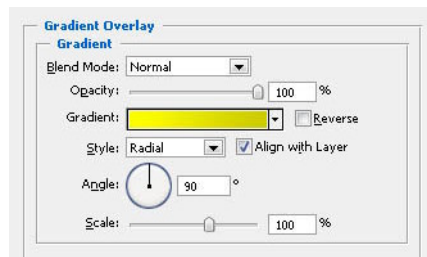 Gradient Overlay
Gradient
Blend Mode: Normal
Opacity: 100 %
Gradient: Reverse
Style: Radial Align with Layer
Angle: 90 °
Scale: 100 %